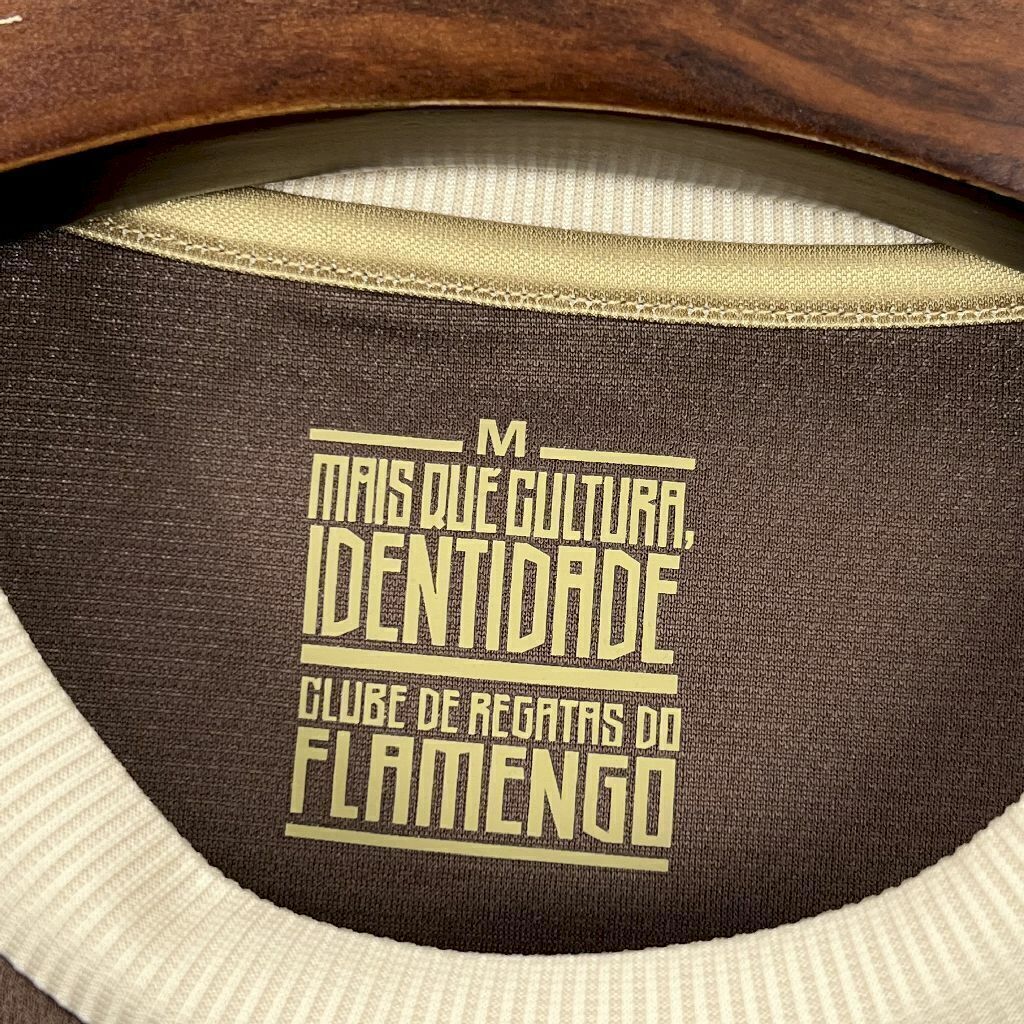 M
MAIS QUE CULTURA,
IDENTIDADE
CLUBE DE REGATAS DO
FLAMENGO